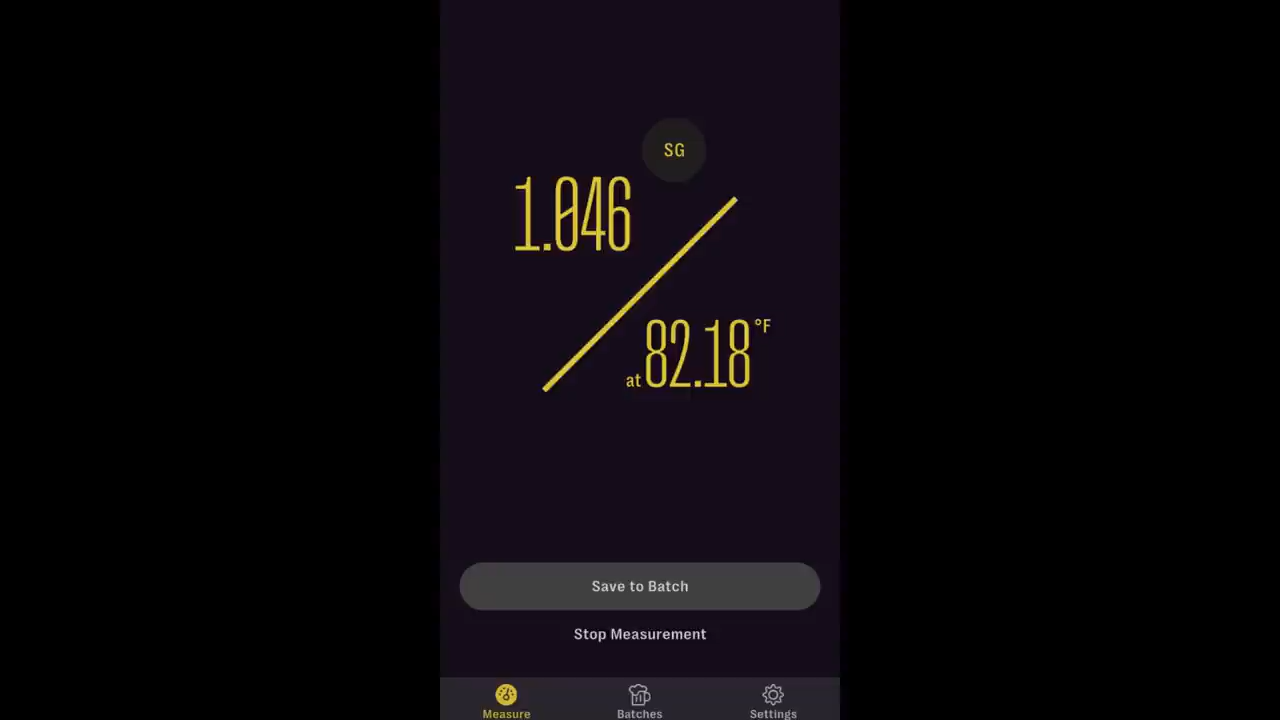 SG
1.046
at 82.18 °F
Save to Batch
Stop Measurement
Measure Batches Settings